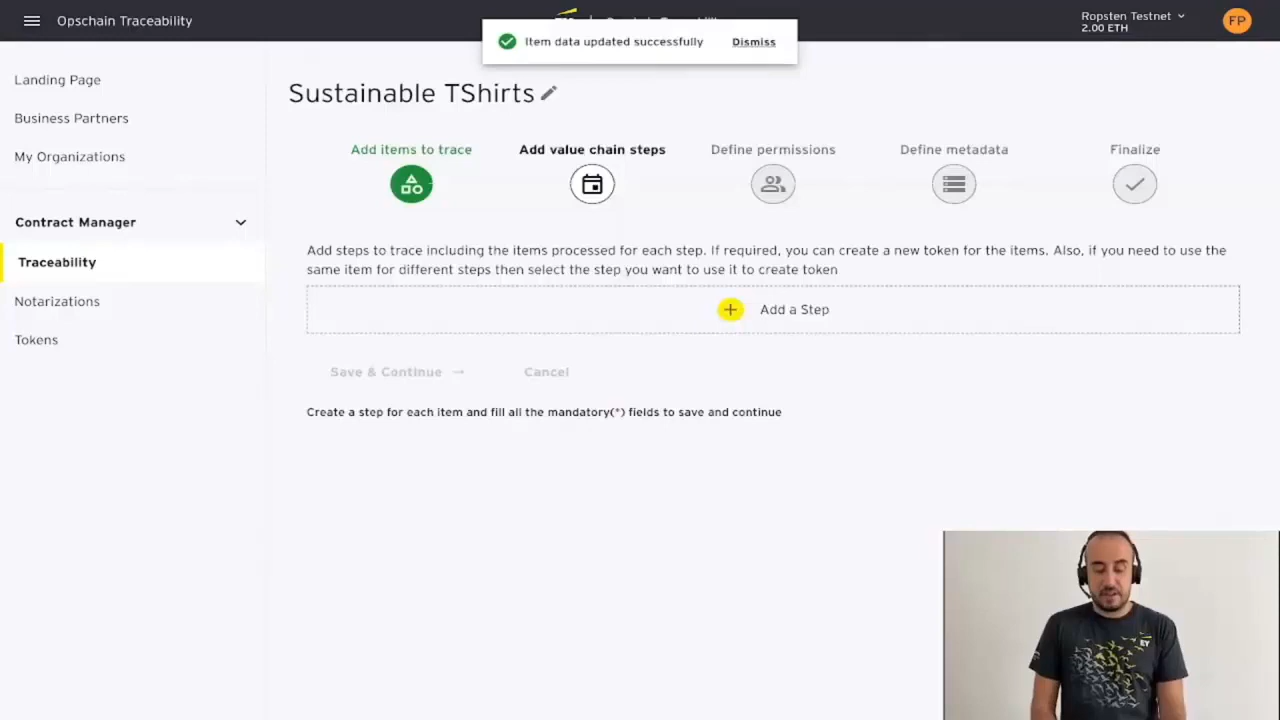 Opschain Traceability
Ropsten Testnet
2.00 ETH
FP
Item data updated successfully
Dismiss
Landing Page
Business Partners
My Organizations
Contract Manager
Traceability
Notarizations
Tokens
Sustainable TShirts
Add items to trace
Add value chain steps
Define permissions
Define metadata
Finalize
Add steps to trace including the items processed for each step. If required, you can create a new token for the items. Also, if you need to use the
same item for different steps then select the step you want to use it to create token
Add a Step
Save & Continue →
Cancel
Create a step for each item and fill all the mandatory(*) fields to save and continue
EY